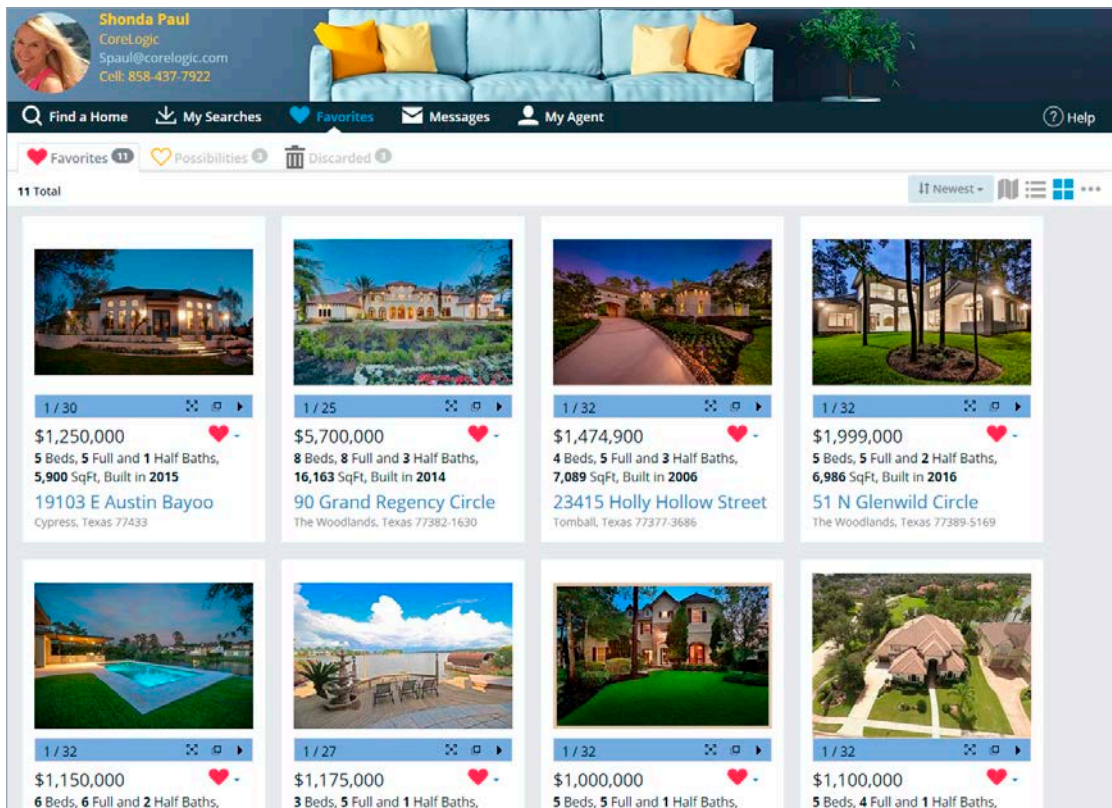 Shonda Paul
CoreLogic
Spaul@corelogic.com
Cell: 858-437-7922
Find a Home My Searches Favorites Messages My Agent Help
Favorites 11 Possibilities 3 Discarded 3
11 Total Newest
1 / 30 1 / 25 1 / 32 1 / 32
$1,250,000 $5,700,000 $1,474,900 $1,999,000
5 Beds, 5 Full and 1 Half Baths, 8 Beds, 8 Full and 3 Half Baths, 4 Beds, 5 Full and 3 Half Baths, 5 Beds, 5 Full and 2 Half Baths,
5,900 SqFt, Built in 2015 16,163 SqFt, Built in 2014 7,089 SqFt, Built in 2006 6,986 SqFt, Built in 2016
19103 E Austin Bayoo 90 Grand Regency Circle 23415 Holly Hollow Street 51 N Glenwild Circle
Cypress, Texas 77433 The Woodlands, Texas 77382-1630 Tomball, Texas 77377-3686 The Woodlands, Texas 77389-5169
1 / 32 1 / 27 1 / 32 1 / 32
$1,150,000 $1,175,000 $1,000,000 $1,100,000
6 Beds, 6 Full and 2 Half Baths, 3 Beds, 5 Full and 1 Half Baths, 5 Beds, 5 Full and 1 Half Baths, 5 Beds, 4 Full and 1 Half Baths,